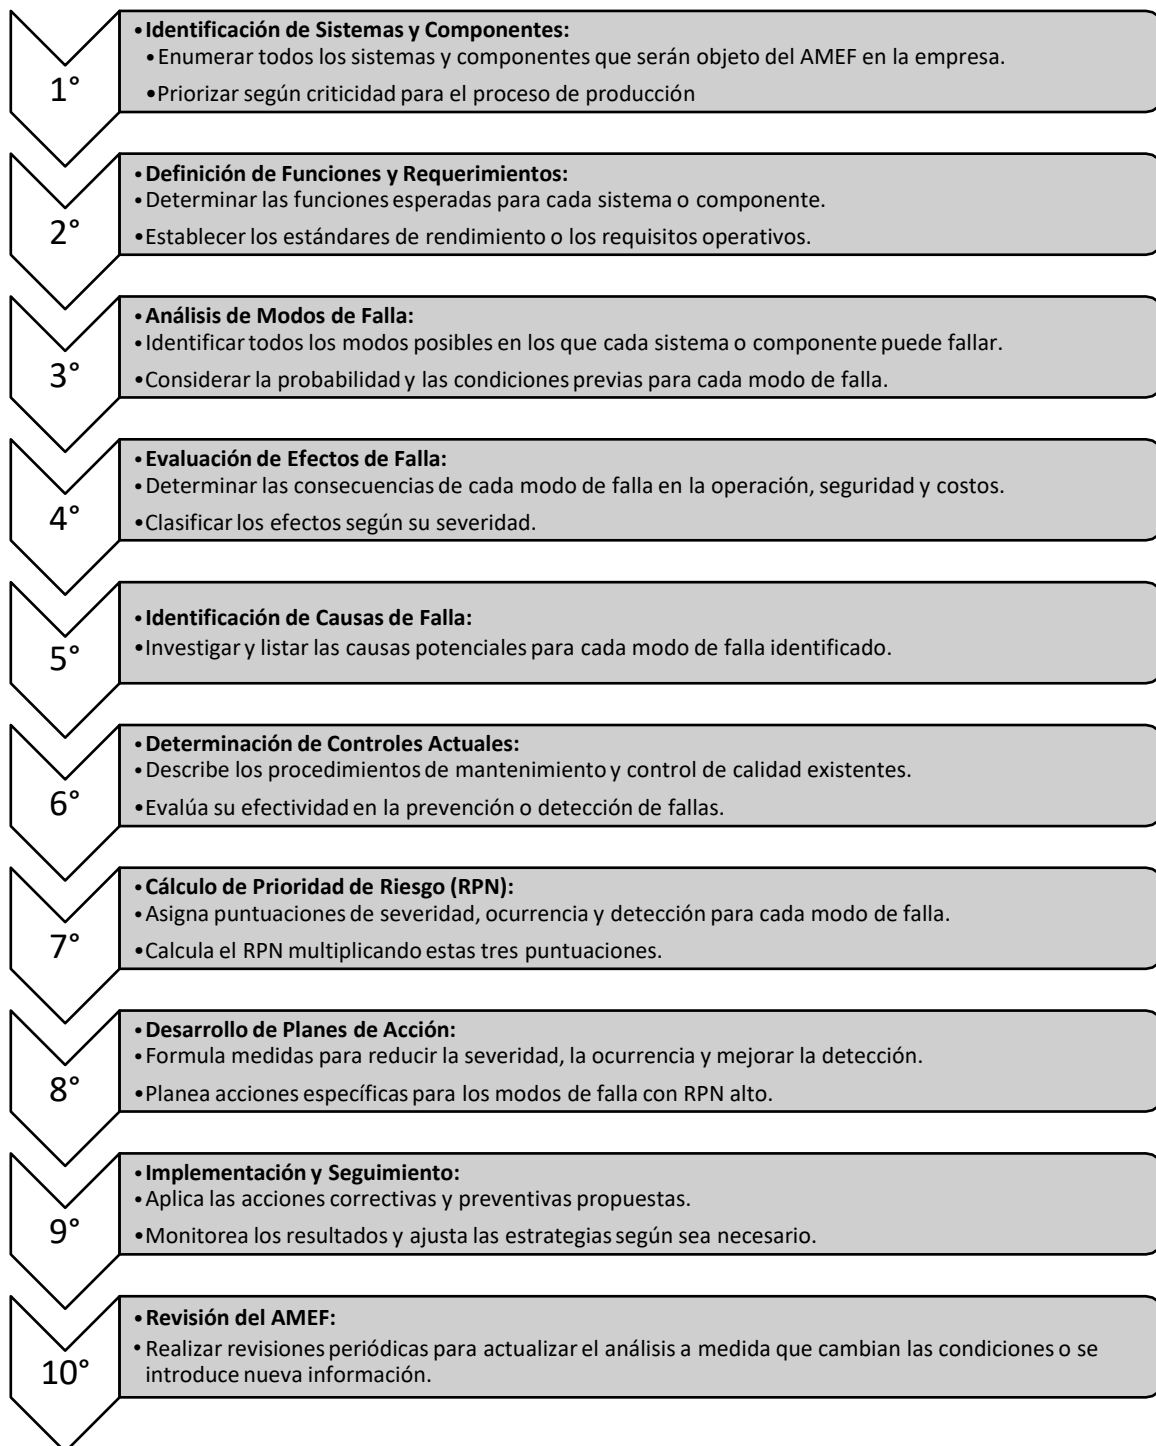 1°
•Identificación de Sistemas y Componentes:
•Enumerar todos los sistemas y componentes que serán objeto del AMEF en la empresa.
•Priorizar según criticidad para el proceso de producción
2°
•Definición de Funciones y Requerimientos:
•Determinar las funciones esperadas para cada sistema o componente.
•Establecer los estándares de rendimiento o los requisitos operativos.
3°
•Análisis de Modos de Falla:
•Identificar todos los modos posibles en los que cada sistema o componente puede fallar.
•Considerar la probabilidad y las condiciones previas para cada modo de falla.
4°
•Evaluación de Efectos de Falla:
•Determinar las consecuencias de cada modo de falla en la operación, seguridad y costos.
•Clasificar los efectos según su severidad.
5°
•Identificación de Causas de Falla:
•Investigar y listar las causas potenciales para cada modo de falla identificado.
6°
•Determinación de Controles Actuales:
•Describe los procedimientos de mantenimiento y control de calidad existentes.
•Evalúa su efectividad en la prevención o detección de fallas.
7°
•Cálculo de Prioridad de Riesgo (RPN):
•Asigna puntuaciones de severidad, ocurrencia y detección para cada modo de falla.
•Calcula el RPN multiplicando estas tres puntuaciones.
8°
•Desarrollo de Planes de Acción:
•Formula medidas para reducir la severidad, la ocurrencia y mejorar la detección.
•Planea acciones específicas para los modos de falla con RPN alto.
9°
•Implementación y Seguimiento:
•Aplica las acciones correctivas y preventivas propuestas.
•Monitorea los resultados y ajusta las estrategias según sea necesario.
10°
•Revisión del AMEF:
•Realizar revisiones periódicas para actualizar el análisis a medida que cambian las condiciones o se
introduce nueva información.